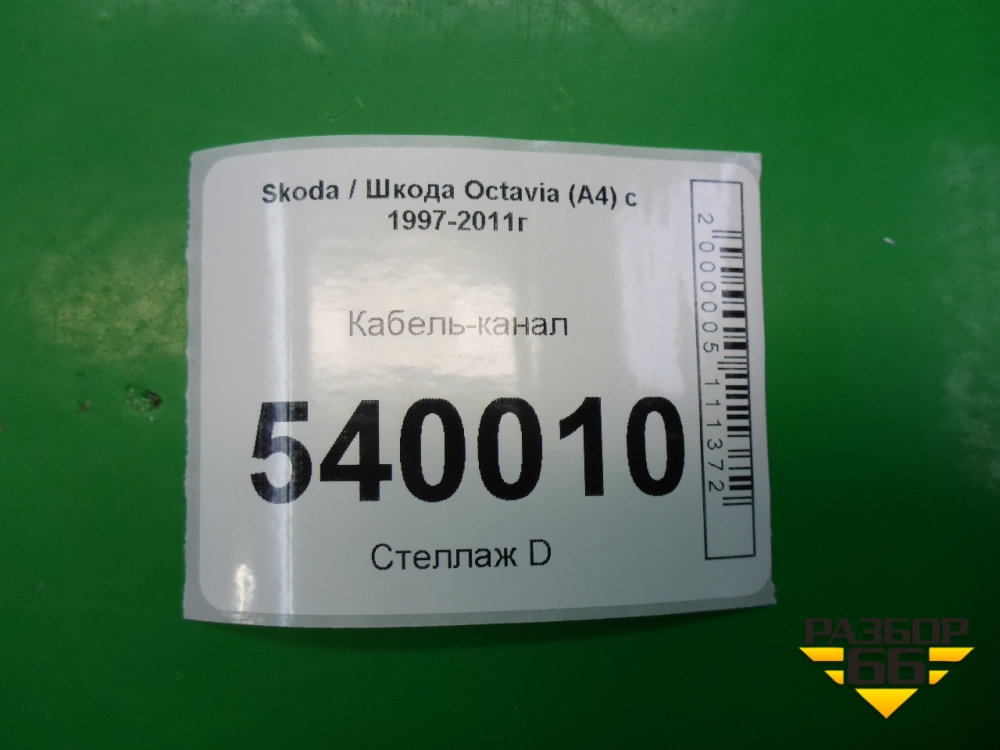 Skoda / Шкода Octavia (A4) с
1997-2011г
Кабель-канал
540010
Стеллаж D
2000005111372
РАЗБОР
66